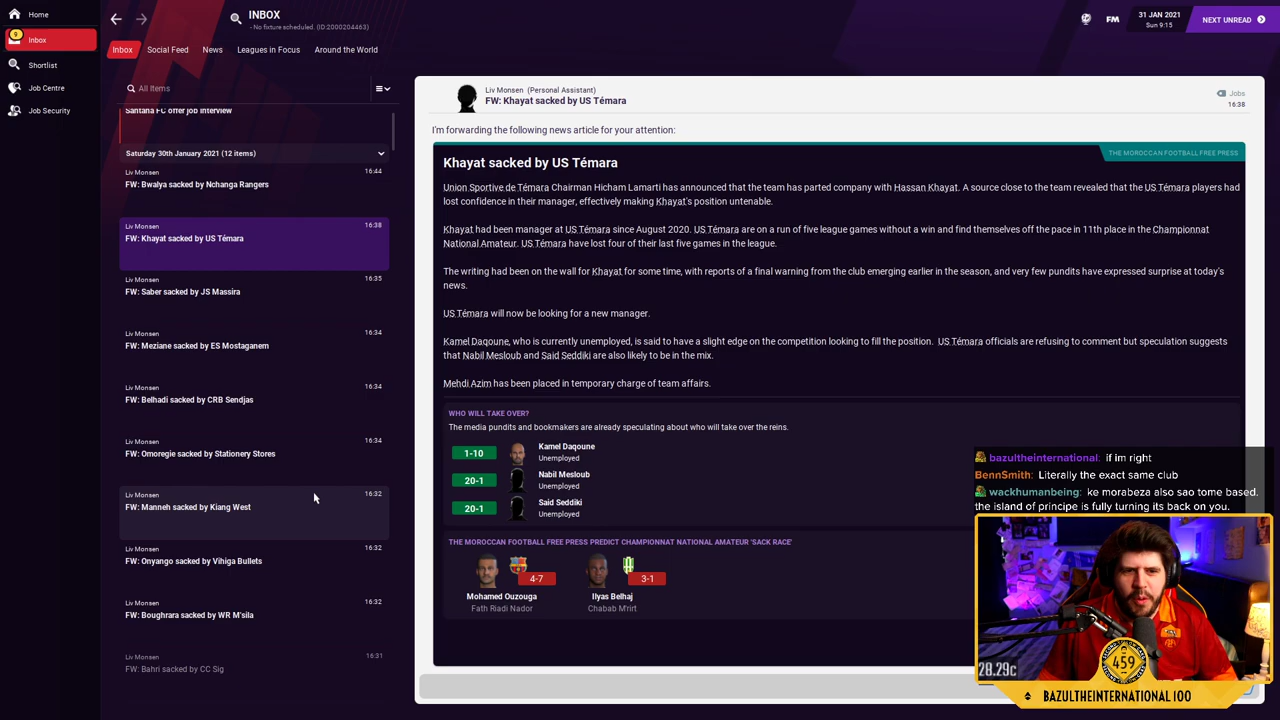 Home
Inbox
9
Shortlist
Job Centre
Job Security
INBOX
- No fixture scheduled. (ID:2000204463)
FM
31 JAN 2021
Sun 9:15
NEXT UNREAD
Inbox
Social Feed
News
Leagues in Focus
Around the World
All Items
Santana FC offer job interview
Saturday 30th January 2021 (12 items)
16:44
FW: Bwalya sacked by Nchanga Rangers
Liv Monsen
16:38
FW: Khayat sacked by US Témara
Liv Monsen
16:35
FW: Saber sacked by JS Massira
Liv Monsen
16:34
FW: Meziane sacked by ES Mostaganem
Liv Monsen
16:34
FW: Belhadi sacked by CRB Sendjas
Liv Monsen
16:34
FW: Omoregie sacked by Stationery Stores
Liv Monsen
16:32
FW: Manneh sacked by Kiang West
Liv Monsen
16:32
FW: Onyango sacked by Vihiga Bullets
Liv Monsen
16:32
FW: Boughrara sacked by WR M'sila
Liv Monsen
16:31
FW: Bahri sacked by CC Sig
Liv Monsen (Personal Assistant)
FW: Khayat sacked by US Témara
Jobs
16:38
I'm forwarding the following news article for your attention:
Khayat sacked by US Témara
THE MOROCCAN FOOTBALL FREE PRESS
Union Sportive de Témara Chairman Hicham Lamarti has announced that the team has parted company with Hassan Khayat. A source close to the team revealed that the US Témara players had
lost confidence in their manager, effectively making Khayat's position untenable.
Khayat had been manager at US Témara since August 2020. US Témara are on a run of five league games without a win and find themselves off the pace in 11th place in the Championnat
National Amateur. US Témara have lost four of their last five games in the league.
The writing had been on the wall for Khayat for some time, with reports of a final warning from the club emerging earlier in the season, and very few pundits have expressed surprise at today's
news.
US Témara will now be looking for a new manager.
Kamel Daqoune, who is currently unemployed, is said to have a slight edge on the competition looking to fill the position. US Témara officials are refusing to comment but speculation suggests
that Nabil Mesloub and Said Seddiki are also likely to be in the mix.
Mehdi Azim has been placed in temporary charge of team affairs.
WHO WILL TAKE OVER?
The media pundits and bookmakers are already speculating about who will take over the reins.
1-10
Kamel Daqoune
Unemployed
20-1
Nabil Mesloub
Unemployed
20-1
Said Seddiki
Unemployed
THE MOROCCAN FOOTBALL FREE PRESS PREDICT CHAMPIONNAT NATIONAL AMATEUR 'SACK RACE'
4-7
Mohamed Ouzouga
Fath Riadi Nador
3-1
Ilyas Belhaj
Chabab M'rirt
bazultheinternational: if im right
BennSmith: Literally the exact same club
wackhumanbeing: ke morabeza also sao tome based.
the island of principe is fully turning its back on you.
28.29c
459
BAZULTHEINTERNATIONAL 100